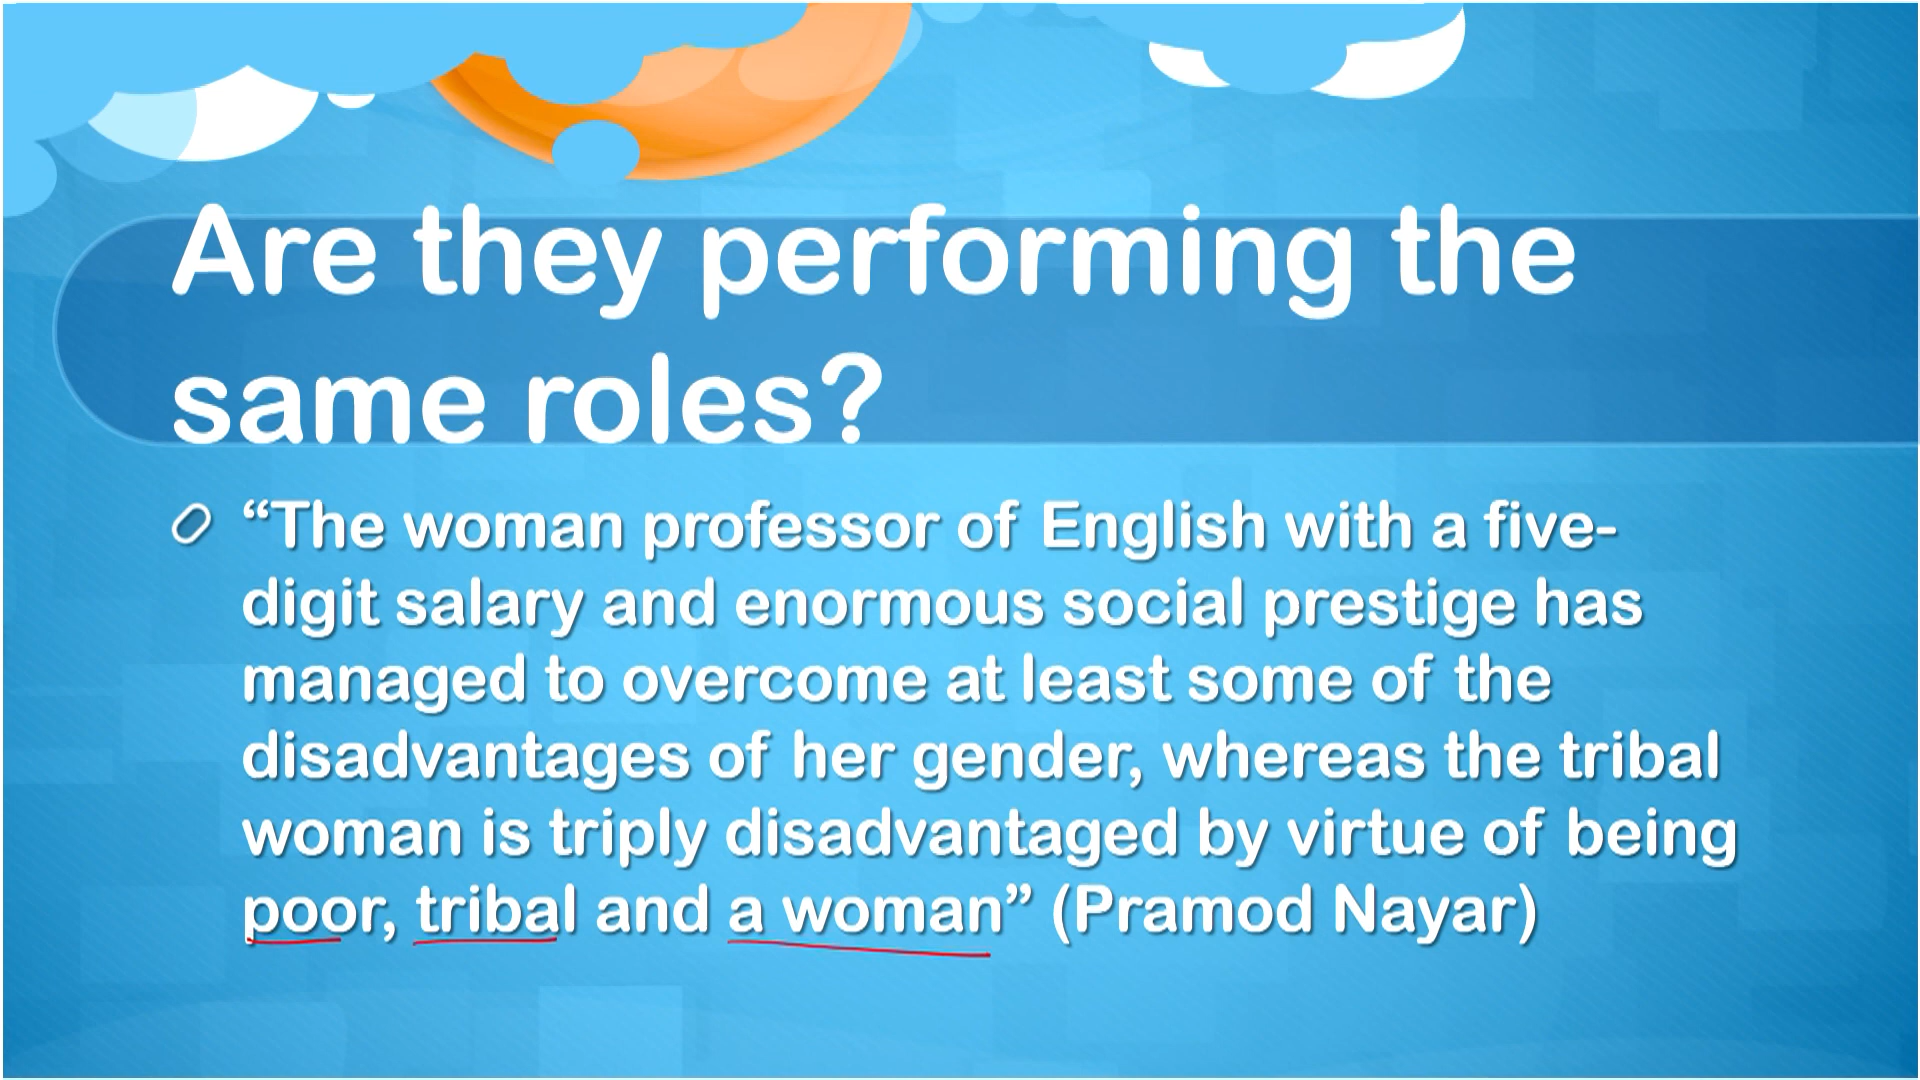 Are they performing the
same roles?
“The woman professor of English with a five-
digit salary and enormous social prestige has
managed to overcome at least some of the
disadvantages of her gender, whereas the tribal
woman is triply disadvantaged by virtue of being
poor, tribal and a woman” (Pramod Nayar)